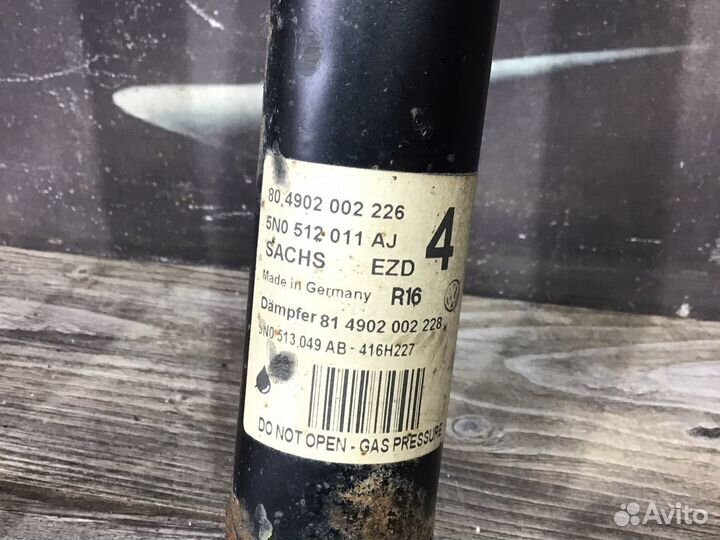 80 4902 002 226
5N0 512 011 AJ 4
SACHS EZD
Made in Germany R16
Dämpfer 81 4902 002 228
5N0 513 049 AB - 416H227
DO NOT OPEN - GAS PRESSURE
Avito